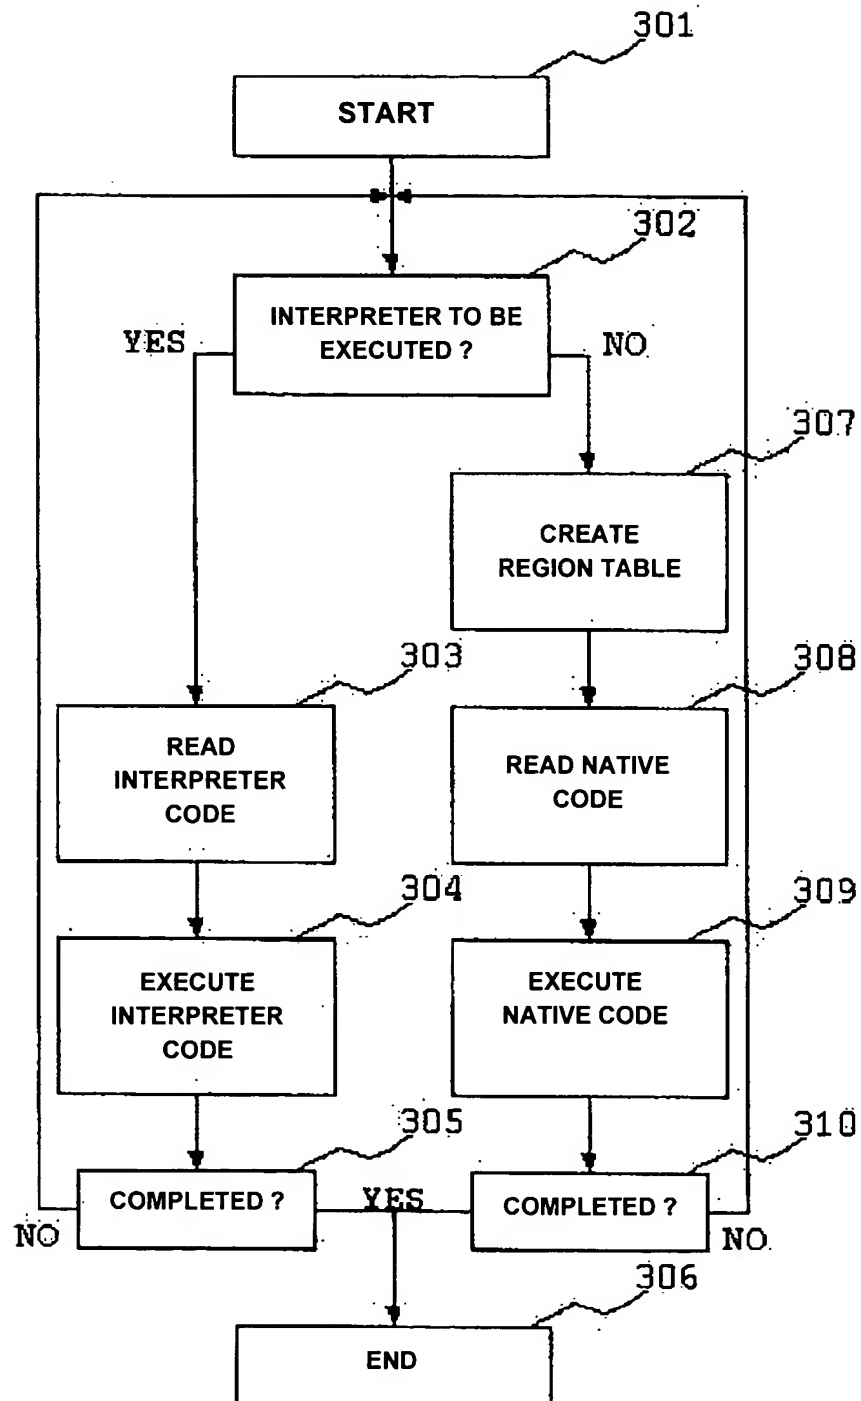 301
START
302
INTERPRETER TO BE
EXECUTED ?
YES
NO
307
CREATE
REGION TABLE
303
308
READ
INTERPRETER
CODE
READ NATIVE
CODE
304
309
EXECUTE
INTERPRETER
CODE
EXECUTE
NATIVE CODE
305
310
COMPLETED ?
YES
COMPLETED ?
NO
NO
306
END